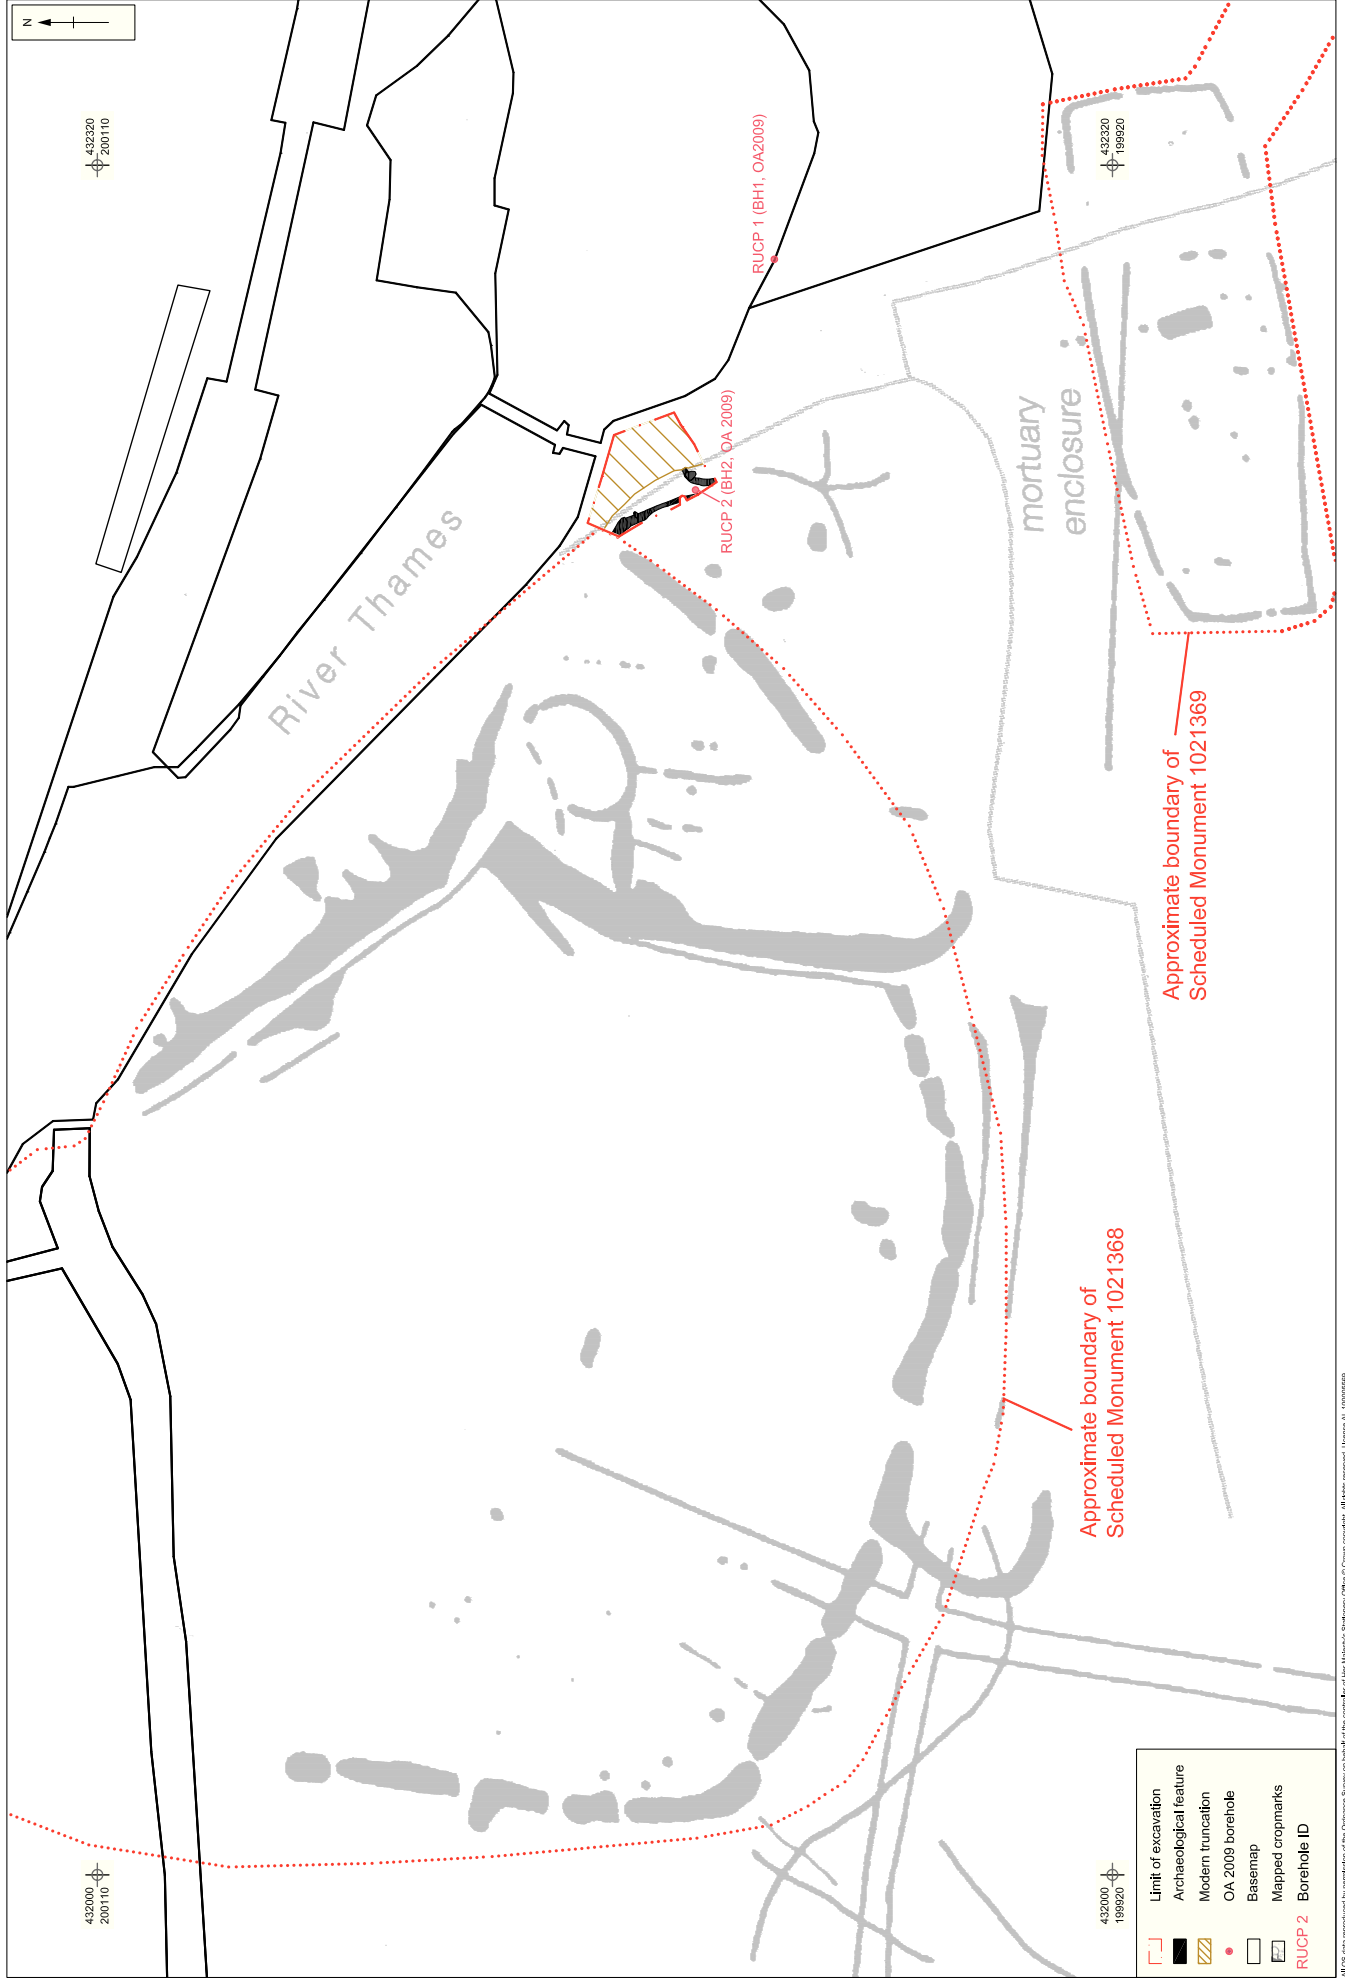 N
432320
200110
432320
199920
432000
200110
432000
199920
River Thames
RUCP 1 (BH1, OA2009)
RUCP 2 (BH2, OA 2009)
mortuary
enclosure
Approximate boundary of
Scheduled Monument 1021369
Approximate boundary of
Scheduled Monument 1021368
Limit of excavation
Archaeological feature
Modern truncation
OA 2009 borehole
Basemap
Mapped cropmarks
RUCP 2 Borehole ID